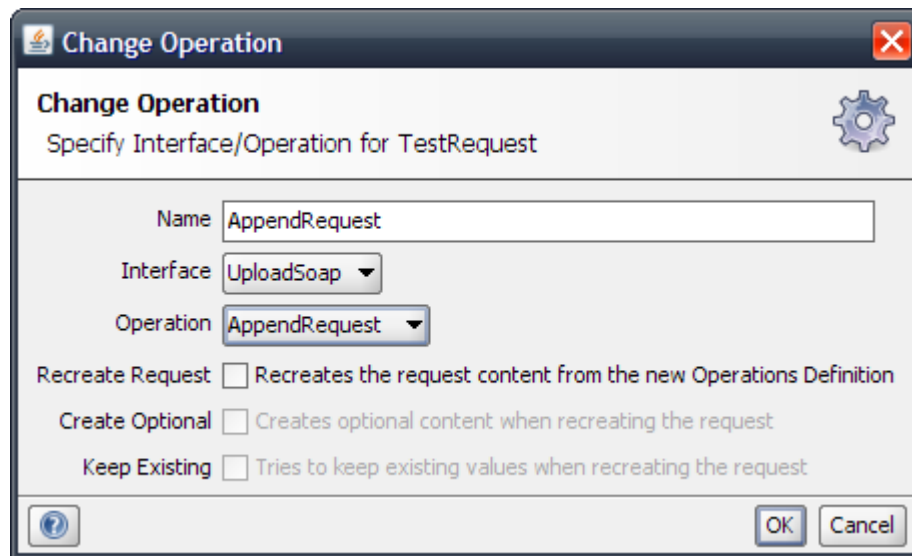 Change Operation
Change Operation
Specify Interface/Operation for TestRequest
Name AppendRequest
Interface UploadSoap
Operation AppendRequest
Recreate Request Recreates the request content from the new Operations Definition
Create Optional Creates optional content when recreating the request
Keep Existing Tries to keep existing values when recreating the request
? OK Cancel